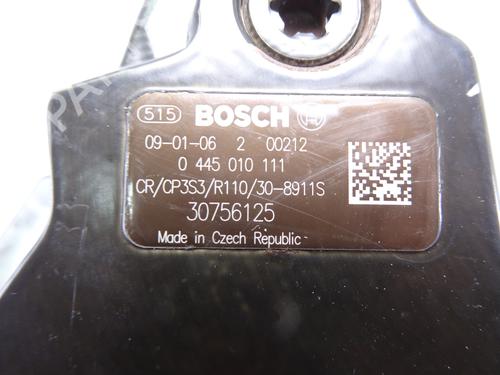 515 BOSCH
09-01-06 2 00212
0 445 010 111
CR/CP3S3/R110/30-8911S
30756125
Made in Czech Republic